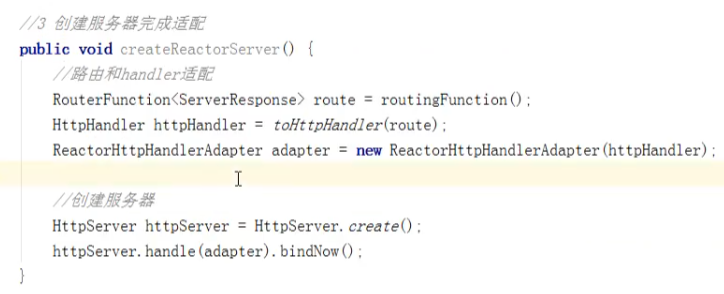 //3 创建服务器完成适配
public void createReactorServer() {
//路由和handler适配
RouterFunction<ServerResponse> route = routingFunction();
HttpHandler httpHandler = toHttpHandler(route);
ReactorHttpHandlerAdapter adapter = new ReactorHttpHandlerAdapter(httpHandler);
//创建服务器
HttpServer httpServer = HttpServer.create();
httpServer.handle(adapter).bindNow();
}